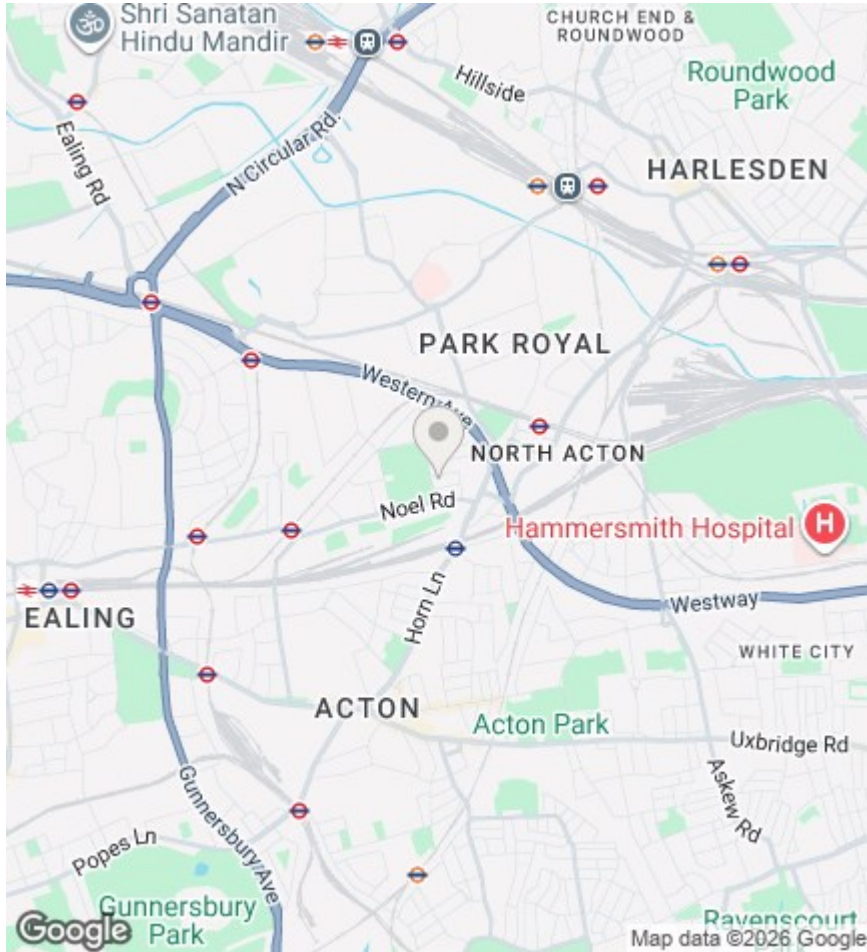 Shri Sanatan
Hindu Mandir
CHURCH END &
ROUNDWOOD
Hillside
Roundwood
Park
Ealing Rd
N Circular Rd.
HARLESDEN
PARK ROYAL
Western Ave
NORTH ACTON
Noel Rd
Hammersmith Hospital
H
Horn Ln
EALING
Westway
WHITE CITY
ACTON
Acton Park
Uxbridge Rd
Askew Rd
Gunnersbury Ave
Popes Ln
Gunnersbury
Park
Ravenscourt
Google
Map data ©2026 Google